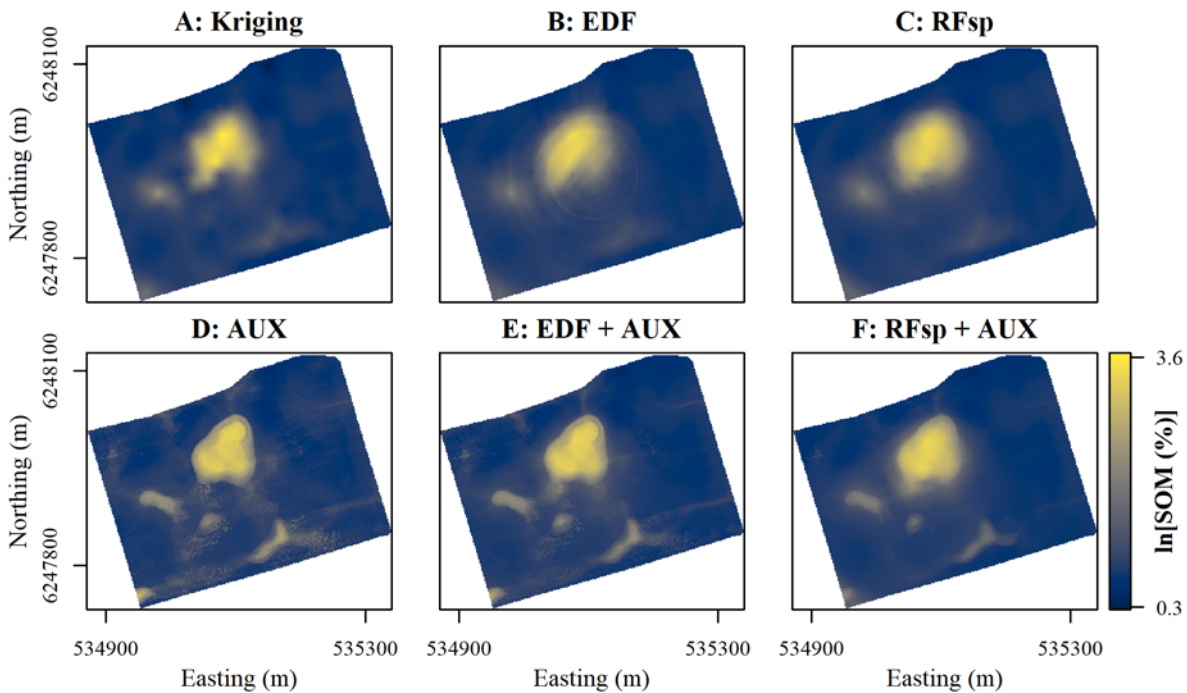 A: Kriging
B: EDF
C: RFsp
6248100
Northing (m)
6247800
D: AUX
E: EDF + AUX
F: RFsp + AUX
6248100
Northing (m)
6247800
3.6
ln[SOM (%)]
0.3
534900
535300
534900
535300
534900
535300
Easting (m)
Easting (m)
Easting (m)